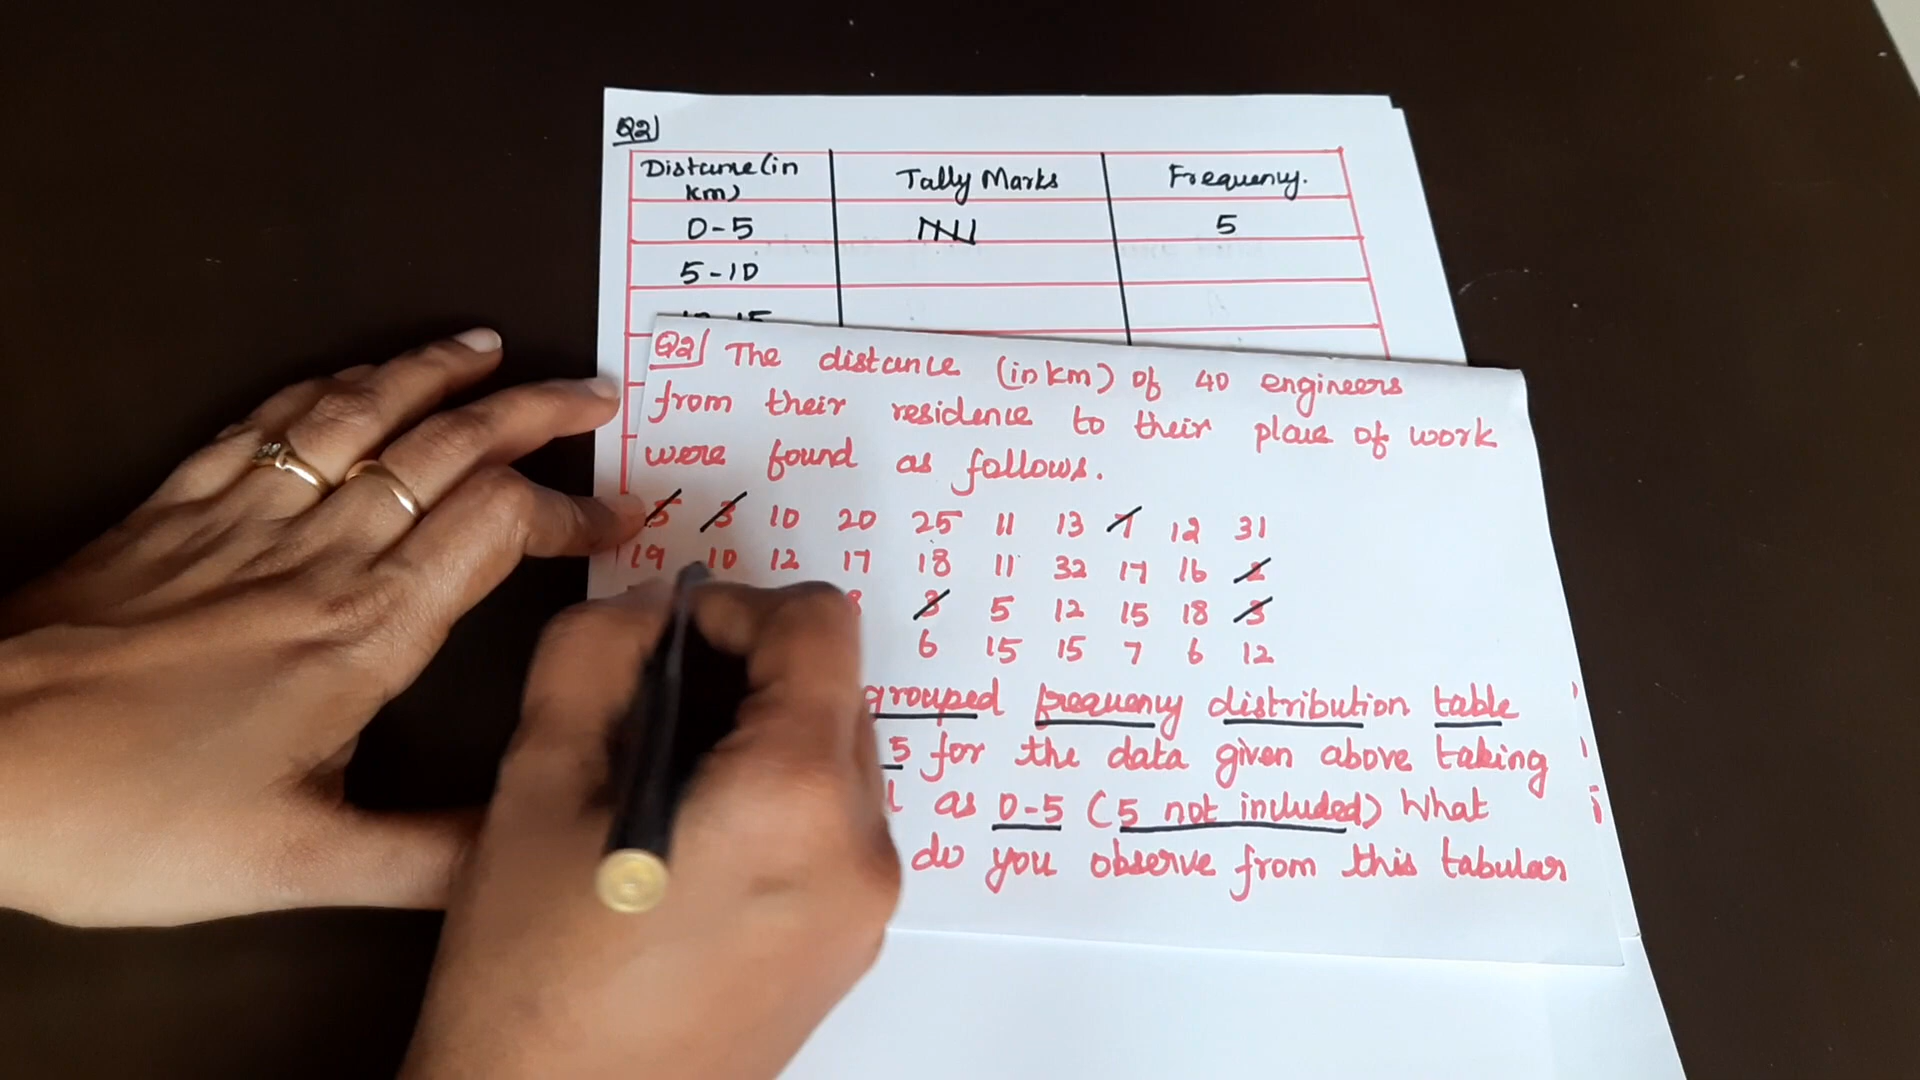 Q2)
Distance (in km)
Tally Marks
Frequency.
0-5
5
5-10
Q2) The distance (in km) of 40 engineers
from their residence to their place of work
were found as follows.
5 3 10 20 25 11 13 7 12 31
19 10 12 17 18 11 32 17 16 2
8 3 5 12 15 18 3
6 15 15 7 6 12
grouped frequency distribution table
5 for the data given above taking
as 0-5 (5 not included) What
do you observe from this tabular